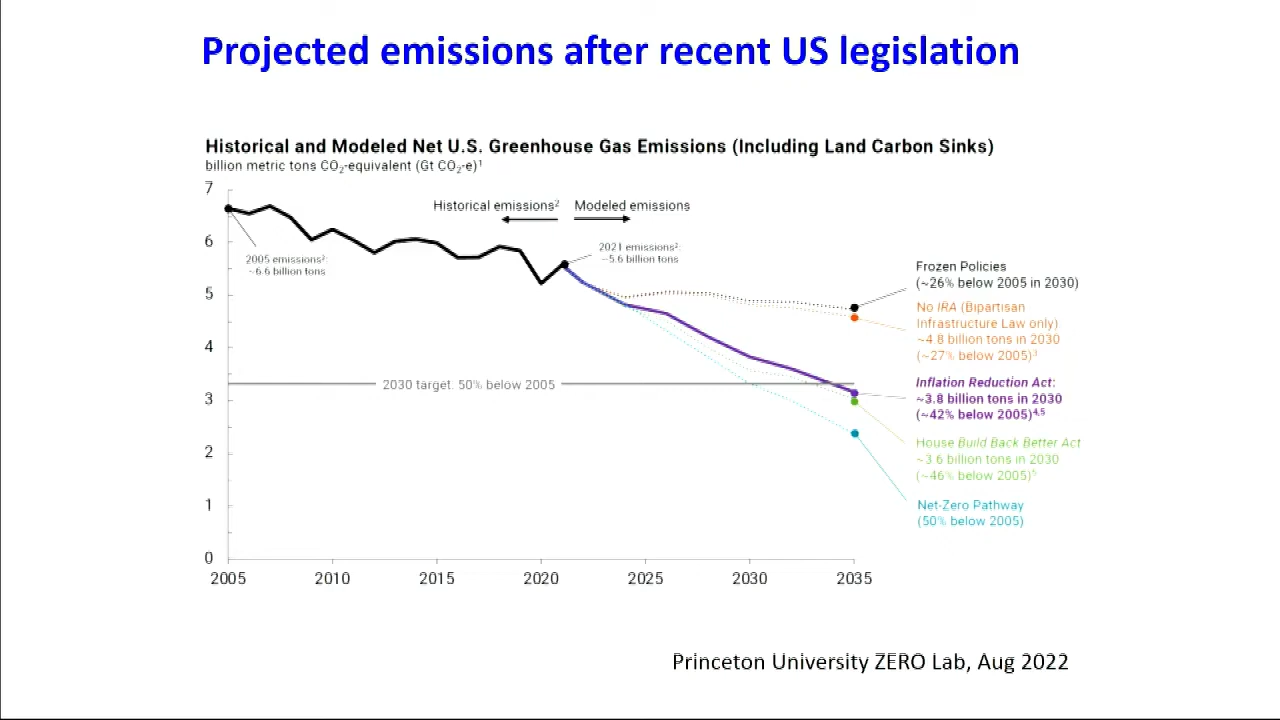 Projected emissions after recent US legislation
Historical and Modeled Net U.S. Greenhouse Gas Emissions (Including Land Carbon Sinks)
billion metric tons CO₂-equivalent (Gt CO₂-e)¹
7
6
5
4
3
2
1
0
Historical emissions²
Modeled emissions
2005 emissions²:
~6.6 billion tons
2021 emissions²:
~5.6 billion tons
2030 target. 50% below 2005
Frozen Policies
(~26% below 2005 in 2030)
No IRA (Bipartisan
Infrastructure Law only)
~4.8 billion tons in 2030
(~27% below 2005)³
Inflation Reduction Act:
~3.8 billion tons in 2030
(~42% below 2005)⁴,⁵
House Build Back Better Act
~3.6 billion tons in 2030
(~46% below 2005)⁵
Net-Zero Pathway
(50% below 2005)
2005
2010
2015
2020
2025
2030
2035
Princeton University ZERO Lab, Aug 2022